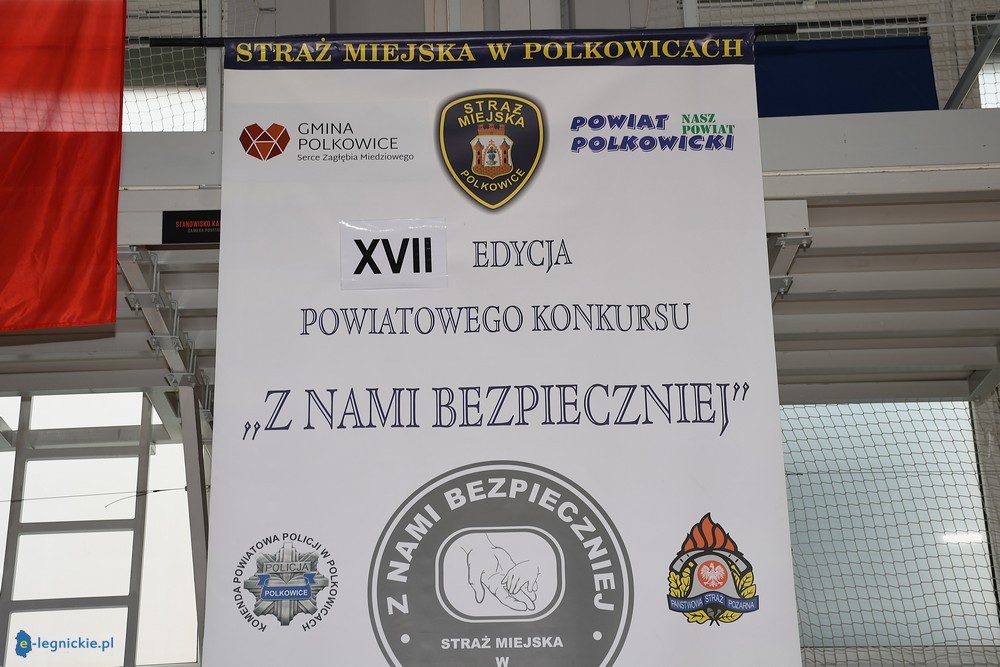 STRAŻ MIEJSKA W POLKOWICACH
GMINA
POLKOWICE
Serce Zagłębia Miedziowego
STRAŻ
MIEJSKA
POLKOWICE
POWIAT
POLKOWICKI
NASZ
POWIAT
STANOWISKO
XVII EDYCJA
POWIATOWEGO KONKURSU
„Z NAMI BEZPIECZNIEJ”
KOMENDA POWIATOWA POLICJI W POLKOWICACH
POLICJA
POLKOWICE
Z NAMI BEZPIECZNIEJ
STRAŻ MIEJSKA
W
PAŃSTWOWA STRAŻ POŻARNA
e-legnickie.pl